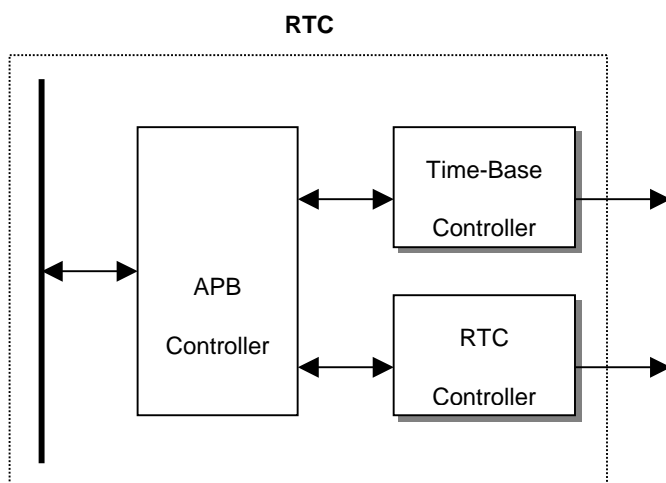 RTC
APB
Controller
Time-Base
Controller
RTC
Controller